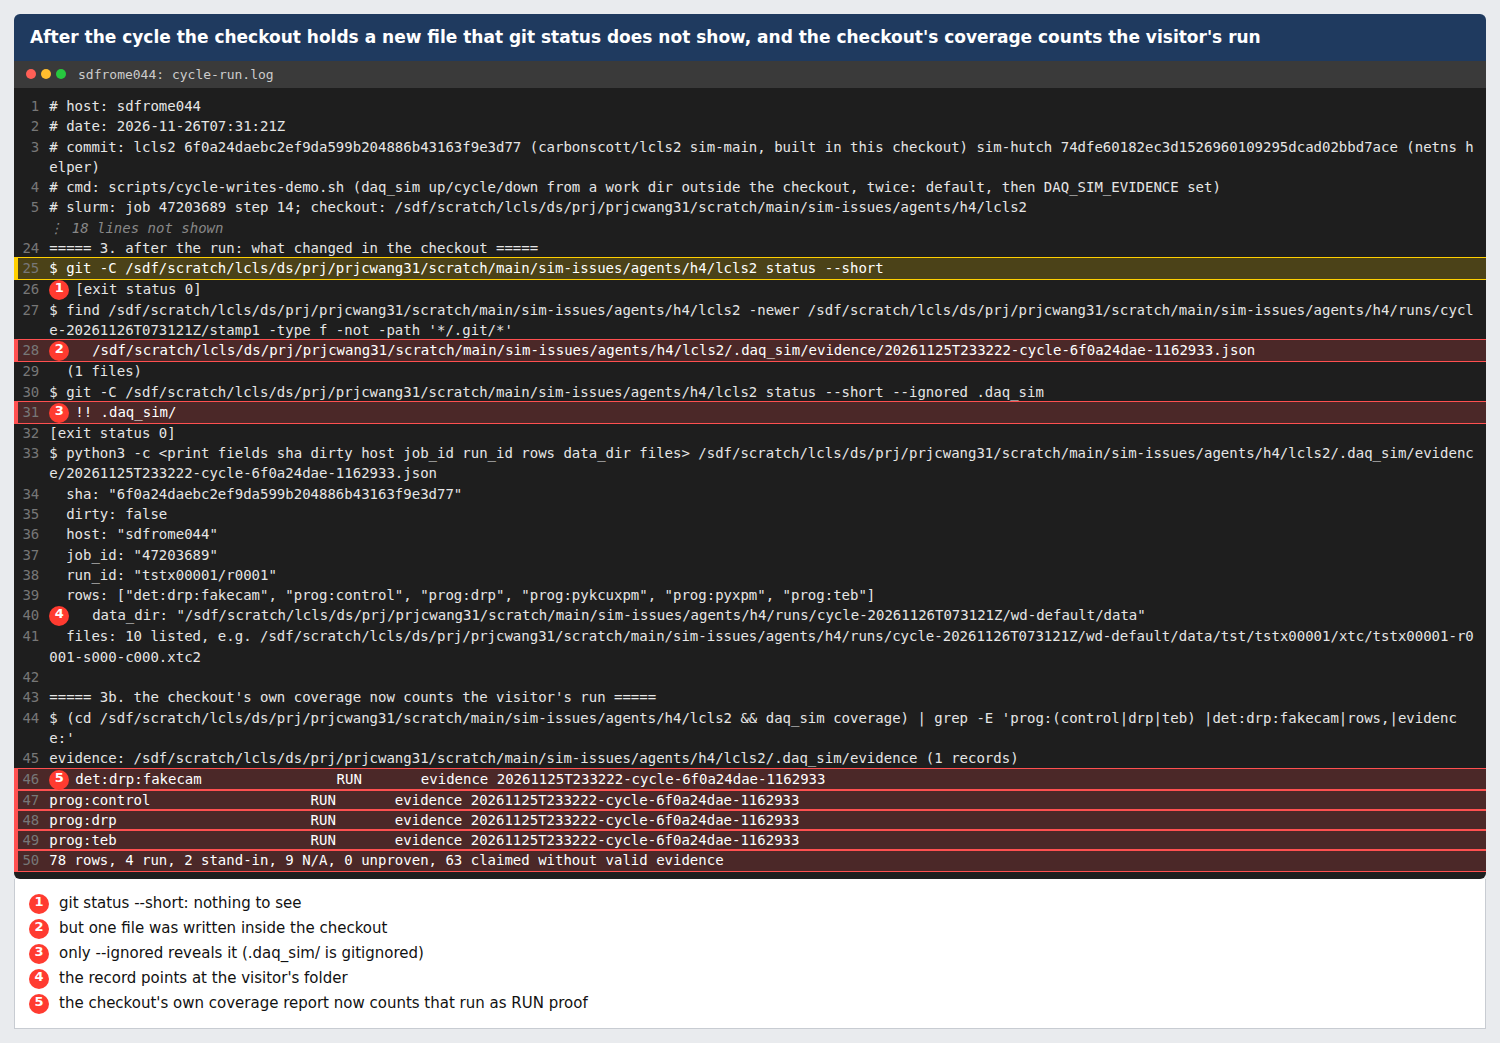 After the cycle the checkout holds a new file that git status does not show, and the checkout's coverage counts the visitor's run
sdfrome044: cycle-run.log
1 # host: sdfrome044
2 # date: 2026-11-26T07:31:21Z
3 # commit: lcls2 6f0a24daebc2ef9da599b204886b43163f9e3d77 (carbonscott/lcls2 sim-main, built in this checkout) sim-hutch 74dfe60182ec3d1526960109295dcad02bbd7ace (netns h
elper)
4 # cmd: scripts/cycle-writes-demo.sh (daq_sim up/cycle/down from a work dir outside the checkout, twice: default, then DAQ_SIM_EVIDENCE set)
5 # slurm: job 47203689 step 14; checkout: /sdf/scratch/lcls/ds/prj/prjcwang31/scratch/main/sim-issues/agents/h4/lcls2
⋮ 18 lines not shown
24 ===== 3. after the run: what changed in the checkout =====
25 $ git -C /sdf/scratch/lcls/ds/prj/prjcwang31/scratch/main/sim-issues/agents/h4/lcls2 status --short
26 1 [exit status 0]
27 $ find /sdf/scratch/lcls/ds/prj/prjcwang31/scratch/main/sim-issues/agents/h4/lcls2 -newer /sdf/scratch/lcls/ds/prj/prjcwang31/scratch/main/sim-issues/agents/h4/runs/cycl
e-20261126T073121Z/stamp1 -type f -not -path '*/.git/*'
28 2 /sdf/scratch/lcls/ds/prj/prjcwang31/scratch/main/sim-issues/agents/h4/lcls2/.daq_sim/evidence/20261125T233222-cycle-6f0a24dae-1162933.json
29 (1 files)
30 $ git -C /sdf/scratch/lcls/ds/prj/prjcwang31/scratch/main/sim-issues/agents/h4/lcls2 status --short --ignored .daq_sim
31 3 !! .daq_sim/
32 [exit status 0]
33 $ python3 -c <print fields sha dirty host job_id run_id rows data_dir files> /sdf/scratch/lcls/ds/prj/prjcwang31/scratch/main/sim-issues/agents/h4/lcls2/.daq_sim/evidenc
e/20261125T233222-cycle-6f0a24dae-1162933.json
34 sha: "6f0a24daebc2ef9da599b204886b43163f9e3d77"
35 dirty: false
36 host: "sdfrome044"
37 job_id: "47203689"
38 run_id: "tstx00001/r0001"
39 rows: ["det:drp:fakecam", "prog:control", "prog:drp", "prog:pykcuxpm", "prog:pyxpm", "prog:teb"]
40 4 data_dir: "/sdf/scratch/lcls/ds/prj/prjcwang31/scratch/main/sim-issues/agents/h4/runs/cycle-20261126T073121Z/wd-default/data"
41 files: 10 listed, e.g. /sdf/scratch/lcls/ds/prj/prjcwang31/scratch/main/sim-issues/agents/h4/runs/cycle-20261126T073121Z/wd-default/data/tst/tstx00001/xtc/tstx00001-r0
001-s000-c000.xtc2
42
43 ===== 3b. the checkout's own coverage now counts the visitor's run =====
44 $ (cd /sdf/scratch/lcls/ds/prj/prjcwang31/scratch/main/sim-issues/agents/h4/lcls2 && daq_sim coverage) | grep -E 'prog:(control|drp|teb) |det:drp:fakecam|rows,|evidenc
e:'
45 evidence: /sdf/scratch/lcls/ds/prj/prjcwang31/scratch/main/sim-issues/agents/h4/lcls2/.daq_sim/evidence (1 records)
46 5 det:drp:fakecam RUN evidence 20261125T233222-cycle-6f0a24dae-1162933
47 prog:control RUN evidence 20261125T233222-cycle-6f0a24dae-1162933
48 prog:drp RUN evidence 20261125T233222-cycle-6f0a24dae-1162933
49 prog:teb RUN evidence 20261125T233222-cycle-6f0a24dae-1162933
50 78 rows, 4 run, 2 stand-in, 9 N/A, 0 unproven, 63 claimed without valid evidence
1 git status --short: nothing to see
2 but one file was written inside the checkout
3 only --ignored reveals it (.daq_sim/ is gitignored)
4 the record points at the visitor's folder
5 the checkout's own coverage report now counts that run as RUN proof